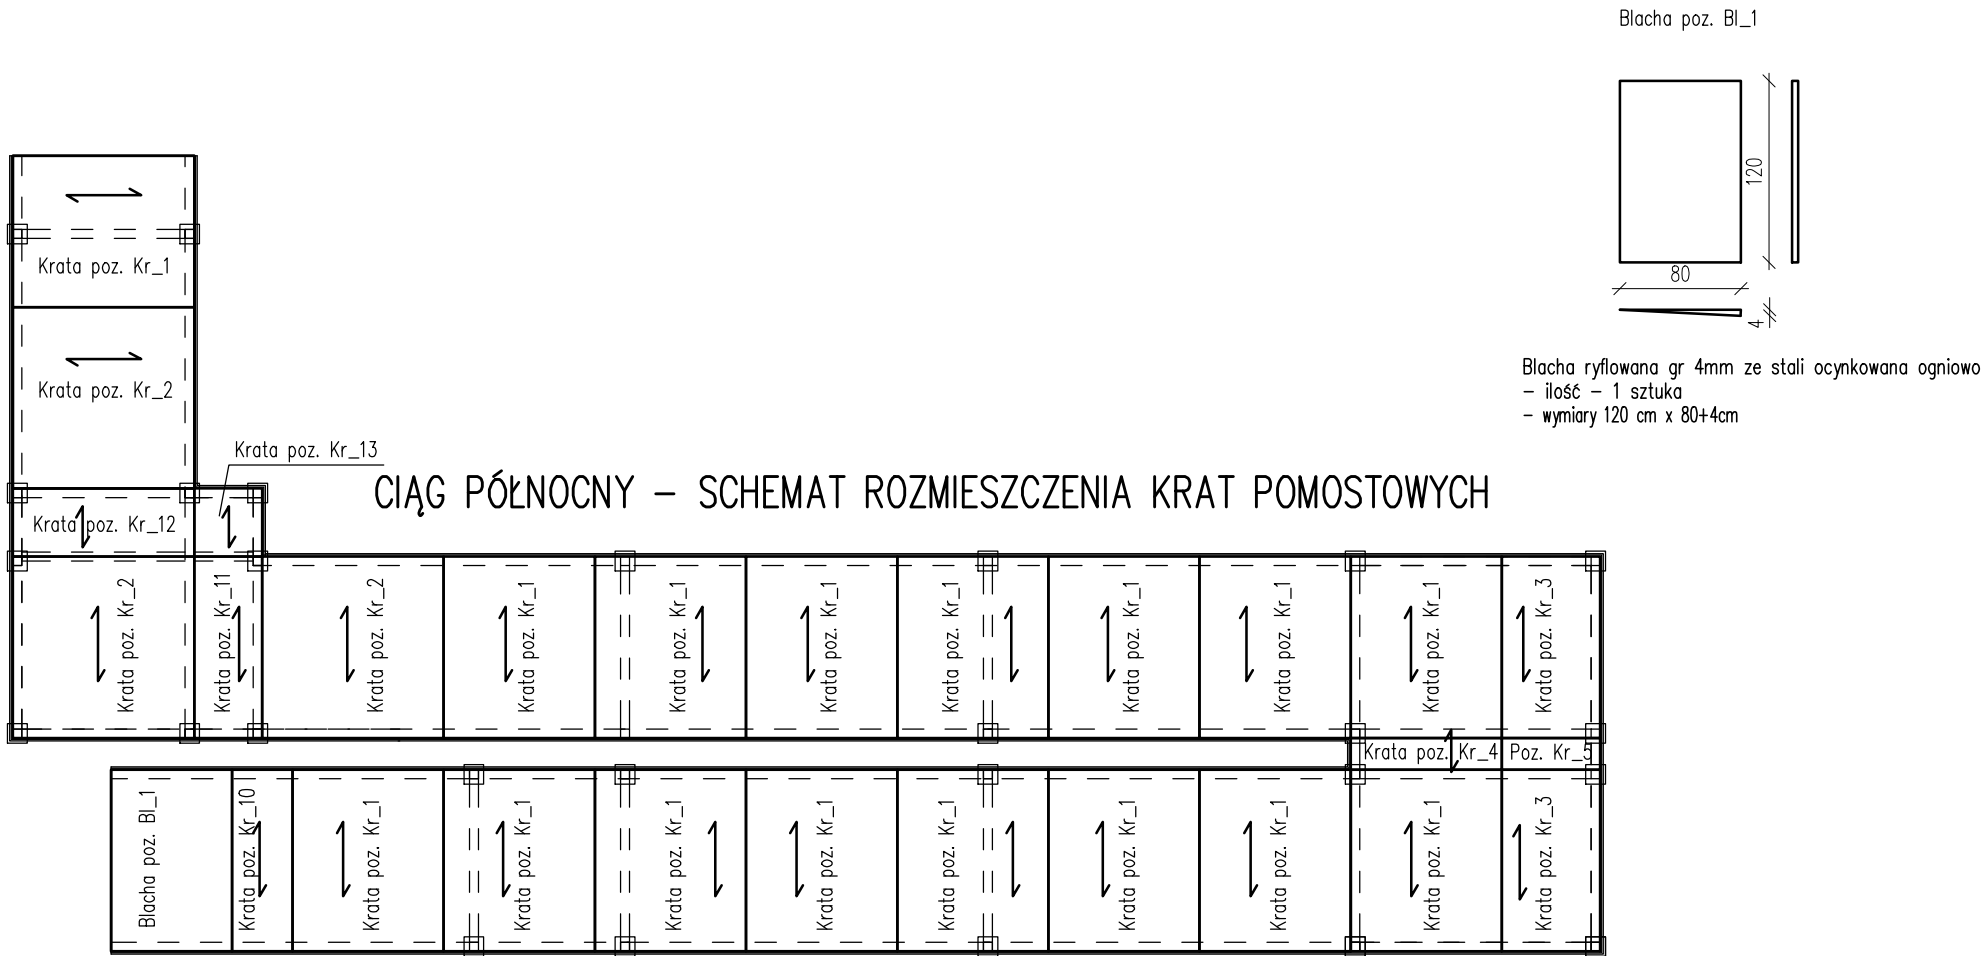 Blacha poz. Bl_1
120
80
4
Blacha ryflowana gr 4mm ze stali ocynkowana ogniowo
- ilość - 1 sztuka
- wymiary 120 cm x 80+4cm
Krata poz. Kr_1
Krata poz. Kr_2
Krata poz. Kr_13
CIĄG PÓŁNOCNY - SCHEMAT ROZMIESZCZENIA KRAT POMOSTOWYCH
Krata poz. Kr_12
Krata poz. Kr_2
Krata poz. Kr_11
Krata poz. Kr_2
Krata poz. Kr_1
Krata poz. Kr_1
Krata poz. Kr_1
Krata poz. Kr_1
Krata poz. Kr_1
Krata poz. Kr_1
Krata poz. Kr_1
Krata poz. Kr_3
Krata poz. Kr_4
Poz. Kr_5
Blacha poz. Bl_1
Krata poz. Kr_10
Krata poz. Kr_1
Krata poz. Kr_1
Krata poz. Kr_1
Krata poz. Kr_1
Krata poz. Kr_1
Krata poz. Kr_1
Krata poz. Kr_1
Krata poz. Kr_1
Krata poz. Kr_3